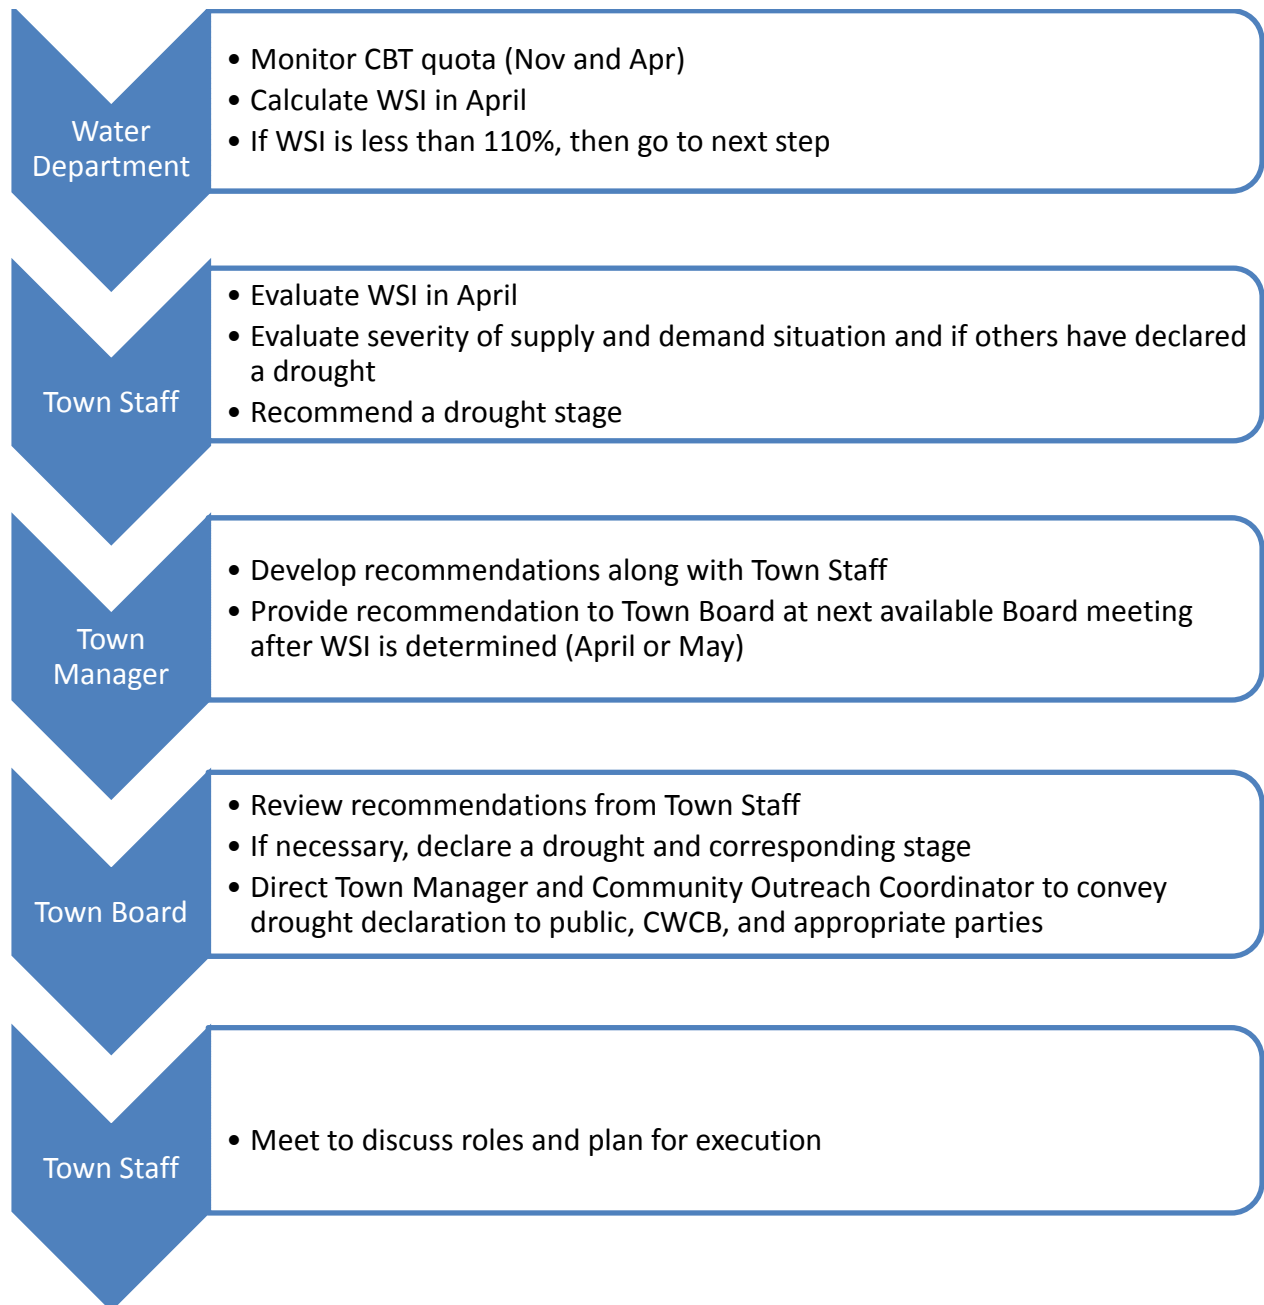 Water
Department
• Monitor CBT quota (Nov and Apr)
• Calculate WSI in April
• If WSI is less than 110%, then go to next step
Town Staff
• Evaluate WSI in April
• Evaluate severity of supply and demand situation and if others have declared
a drought
• Recommend a drought stage
Town
Manager
• Develop recommendations along with Town Staff
• Provide recommendation to Town Board at next available Board meeting
after WSI is determined (April or May)
Town Board
• Review recommendations from Town Staff
• If necessary, declare a drought and corresponding stage
• Direct Town Manager and Community Outreach Coordinator to convey
drought declaration to public, CWCB, and appropriate parties
Town Staff
• Meet to discuss roles and plan for execution